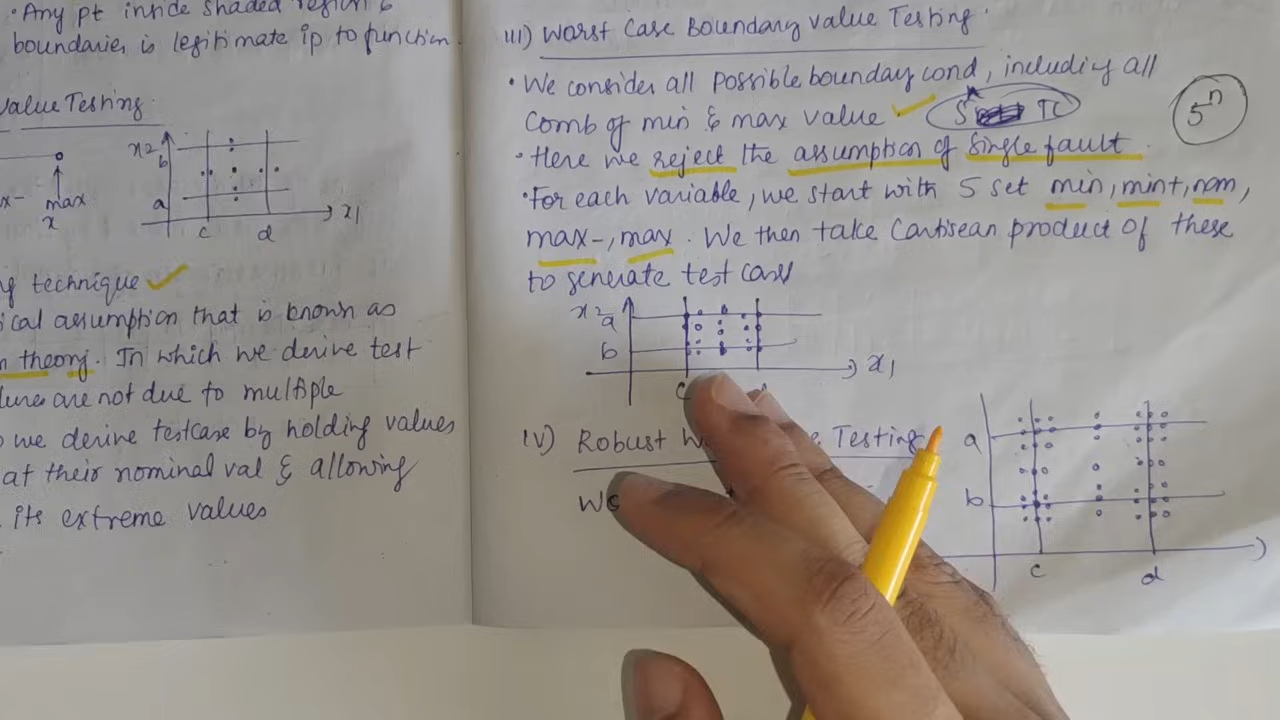 • Any pt inside shaded region &
boundaries is legitimate ip to function.
Value Testing.
x2
b
a
c
d
x1
max
x
technique
ical assumption that is known as
theory. In which we derive test
lures are not due to multiple
we derive testcase by holding values
at their nominal val & allowing
its extreme values
III) Worst Case Boundary Value Testing.
• We consider all possible bounday cond, including all
Comb of min & max value
5^n TC
5^n
• Here we reject the assumption of single fault.
• For each variable, we start with 5 set min, min+, nom,
max-, max. We then take Cartisean product of these
to generate test cases
x2
a
b
c
x1
IV) Robust W Testing
We
a
b
c
d